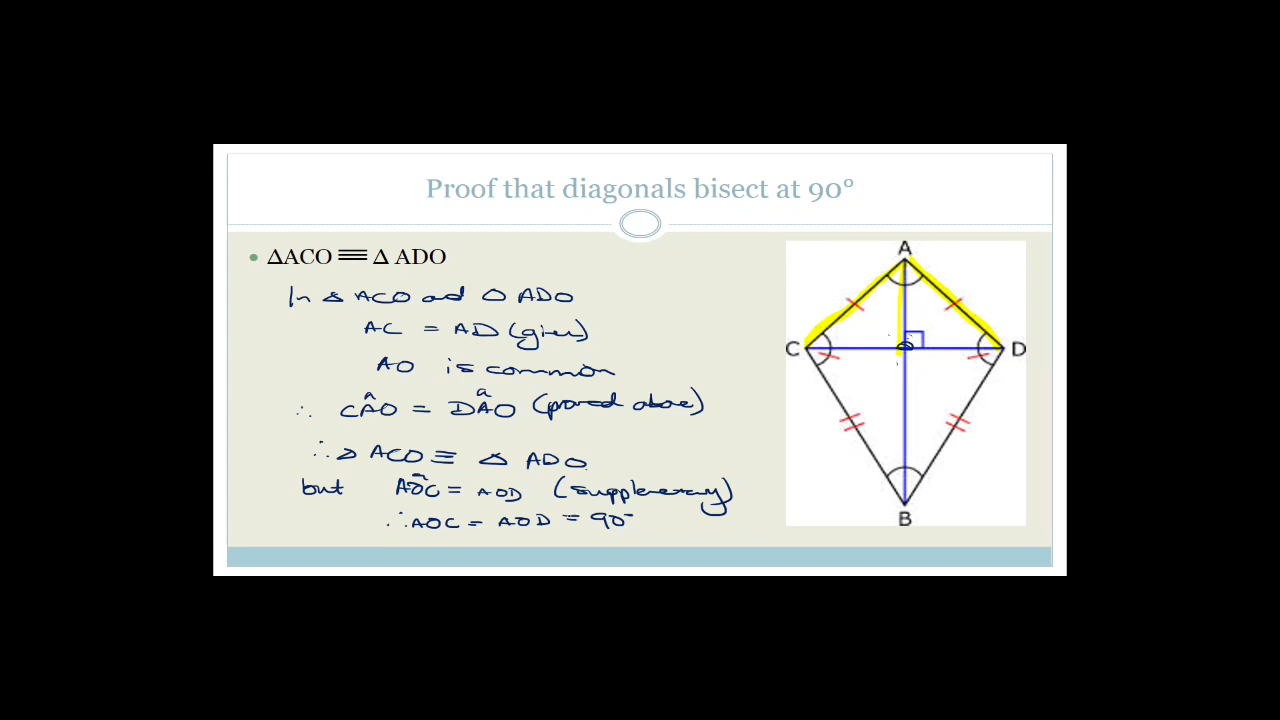 Proof that diagonals bisect at 90°
• ΔACO ≡ Δ ADO
In Δ ACO and Δ ADO
AC = AD (given)
AO is common
∴ CÂO = DÂO (proved above)
∴ Δ ACO ≡ Δ ADO
but AÔC = AOD (supplementary)
∴ AOC = AOD = 90°
A
C
D
B